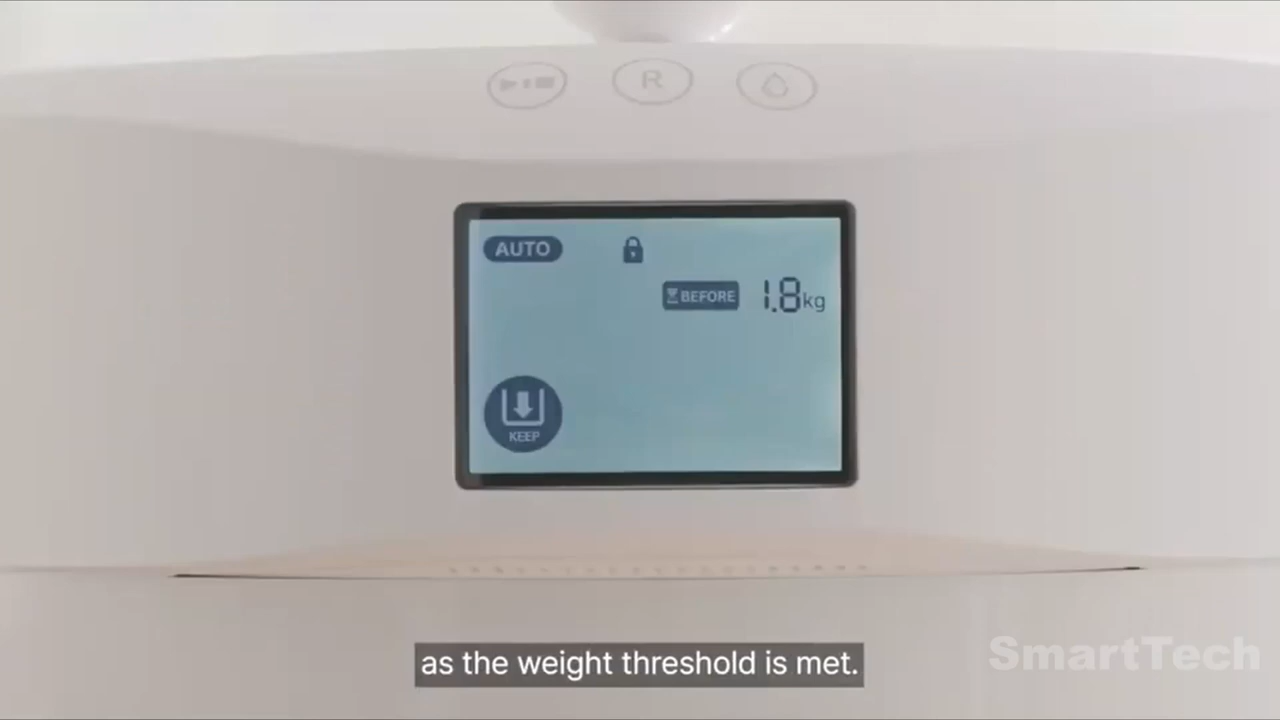 R
AUTO
BEFORE 1.8kg
KEEP
as the weight threshold is met.
SmartTech